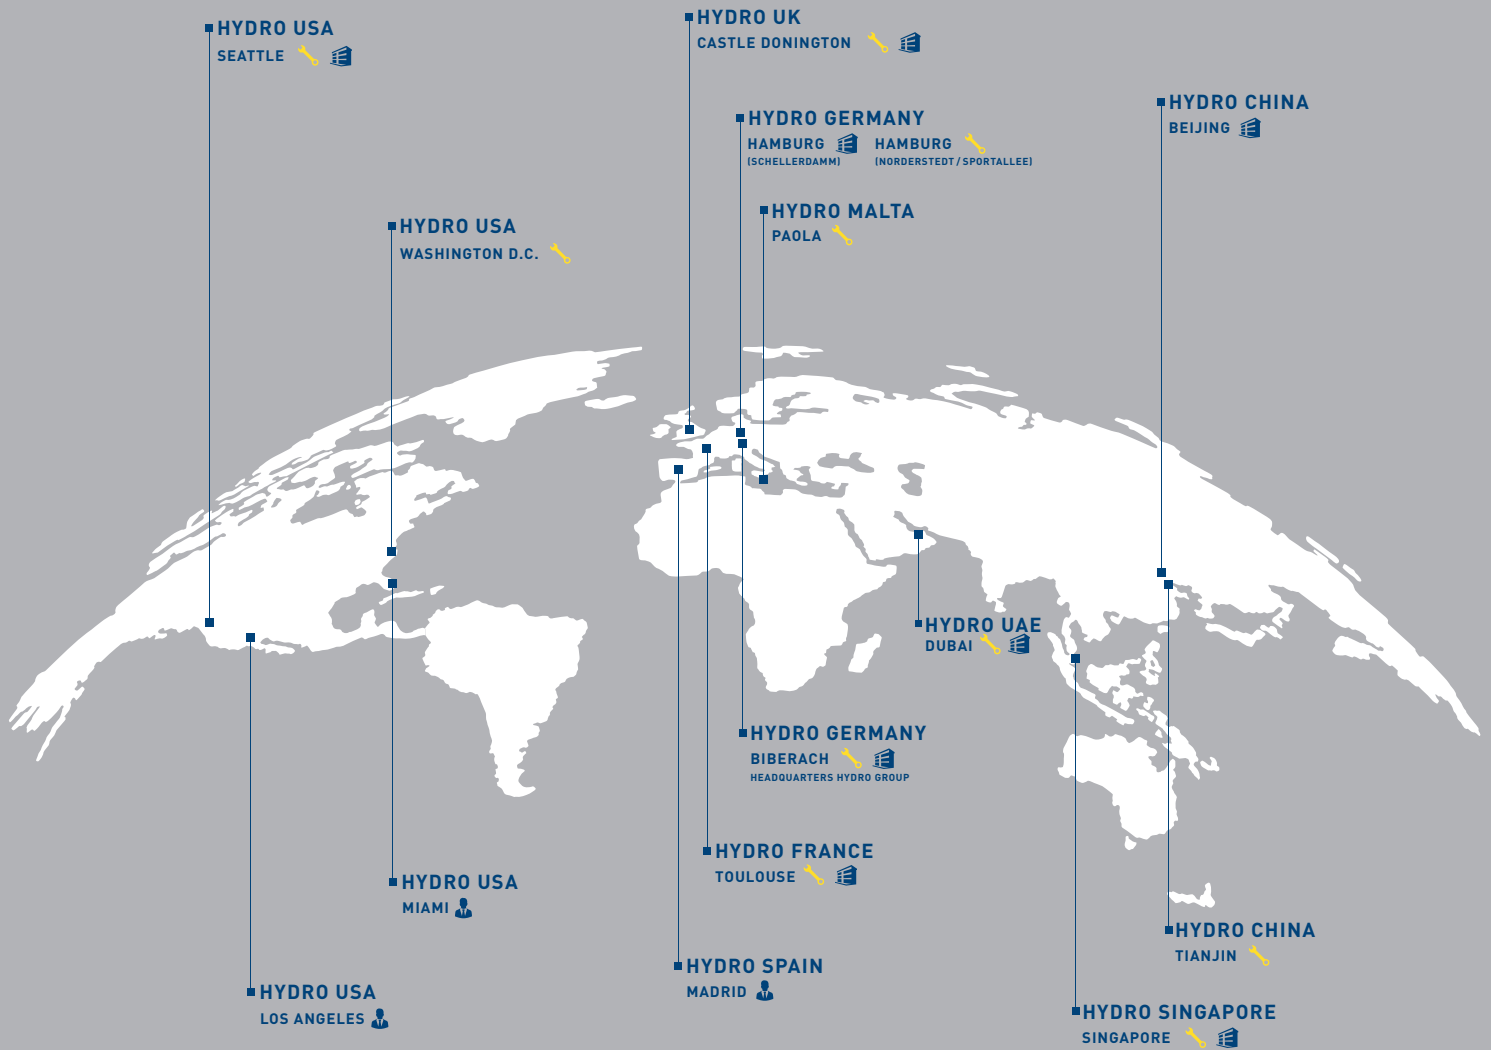 HYDRO USA
SEATTLE
HYDRO UK
CASTLE DONINGTON
HYDRO CHINA
BEIJING
HYDRO GERMANY
HAMBURG HAMBURG
(SCHELLERDAMM) (NORDERSTEDT / SPORTALLEE)
HYDRO MALTA
PAOLA
HYDRO USA
WASHINGTON D.C.
HYDRO UAE
DUBAI
HYDRO GERMANY
BIBERACH
HEADQUARTERS HYDRO GROUP
HYDRO FRANCE
TOULOUSE
HYDRO USA
MIAMI
HYDRO CHINA
TIANJIN
HYDRO SPAIN
MADRID
HYDRO USA
LOS ANGELES
HYDRO SINGAPORE
SINGAPORE